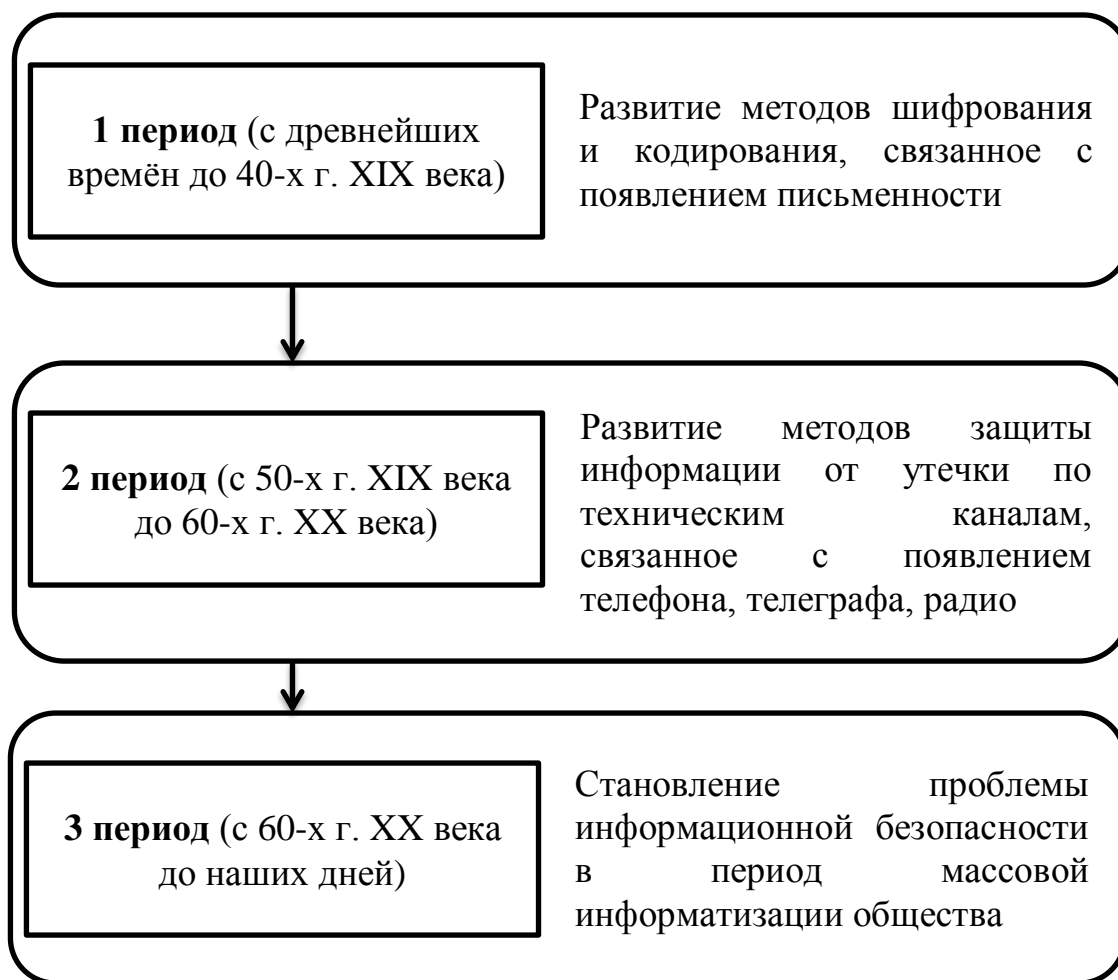 1 период (с древнейших
времён до 40-х г. XIX века)
Развитие методов шифрования
и кодирования, связанное с
появлением письменности
2 период (с 50-х г. XIX века
до 60-х г. XX века)
Развитие методов защиты
информации от утечки по
техническим каналам,
связанное с появлением
телефона, телеграфа, радио
3 период (с 60-х г. XX века
до наших дней)
Становление проблемы
информационной безопасности
в период массовой
информатизации общества